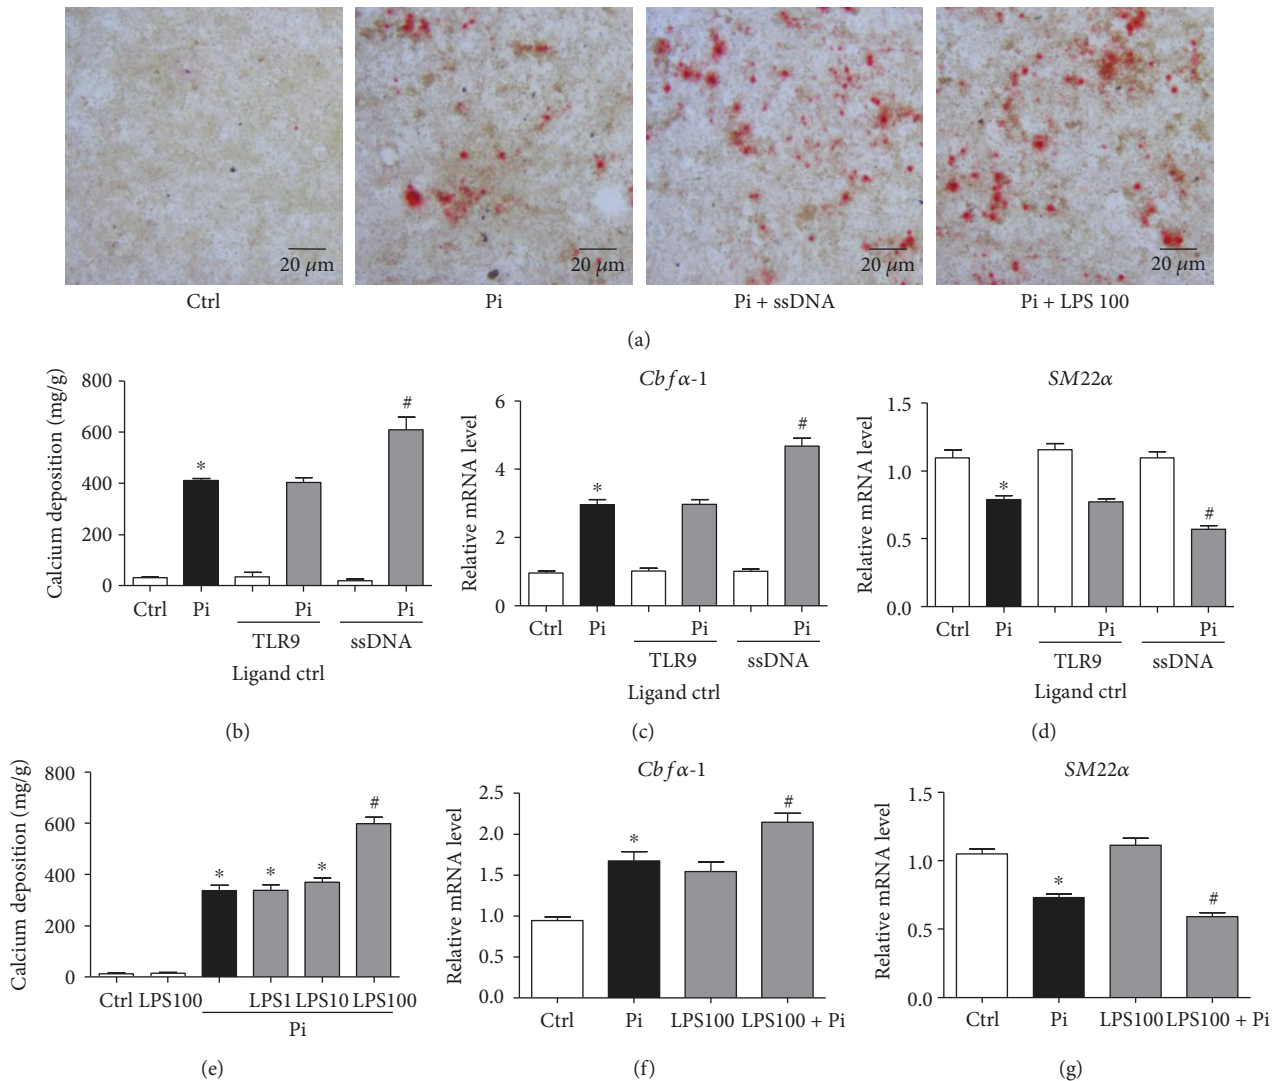 20 μm
20 μm
20 μm
20 μm
Ctrl
Pi
Pi + ssDNA
Pi + LPS 100
(a)
Calcium deposition (mg/g)
800
600
400
200
0
*
#
Ctrl
Pi
Pi
Pi
TLR9
ssDNA
Ligand ctrl
(b)
Cbfα-1
Relative mRNA level
6
4
2
0
*
#
Ctrl
Pi
Pi
Pi
TLR9
ssDNA
Ligand ctrl
(c)
SM22α
Relative mRNA level
1.5
1.0
0.5
0.0
*
#
Ctrl
Pi
Pi
Pi
TLR9
ssDNA
Ligand ctrl
(d)
Calcium deposition (mg/g)
800
600
400
200
0
*
*
*
#
Ctrl LPS100
LPS1 LPS10 LPS100
Pi
(e)
Cbfα-1
Relative mRNA level
2.5
2.0
1.5
1.0
0.5
0.0
*
#
Ctrl
Pi
LPS100
LPS100 + Pi
(f)
SM22α
Relative mRNA level
1.5
1.0
0.5
0.0
*
#
Ctrl
Pi
LPS100
LPS100 + Pi
(g)